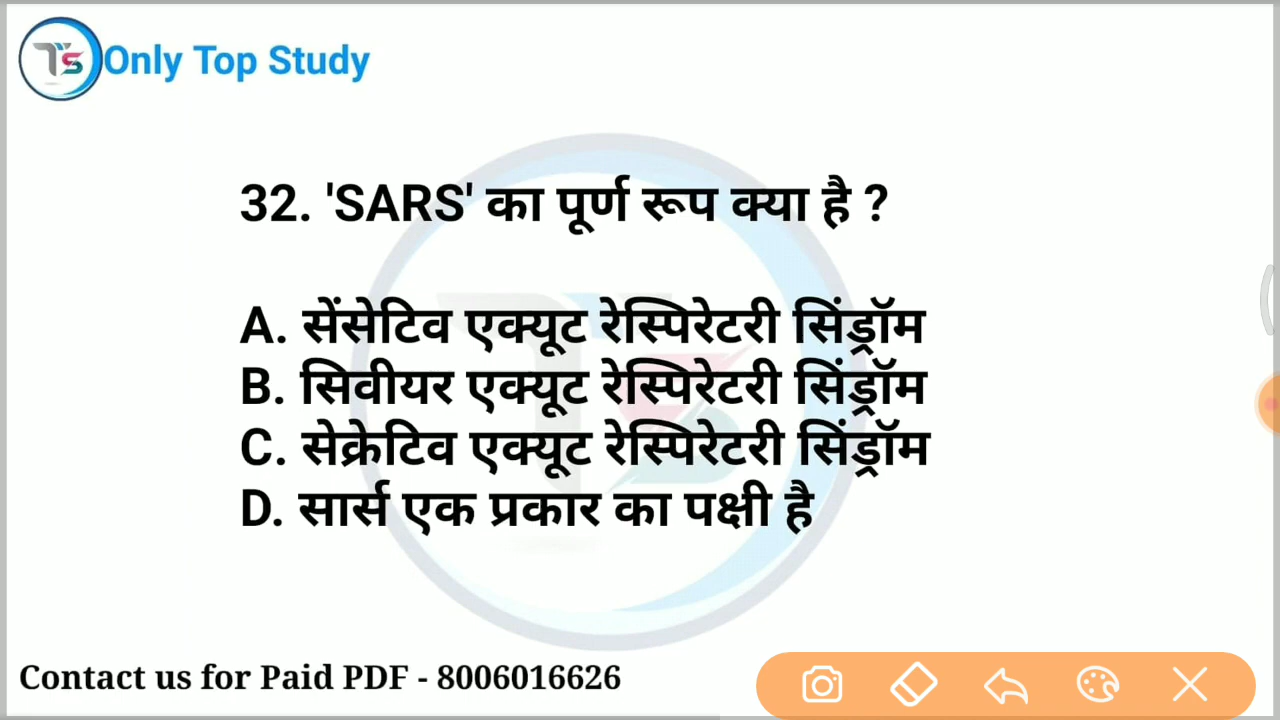 TS Only Top Study
32. 'SARS' का पूर्ण रूप क्या है ?
A. सेंसेटिव एक्यूट रेस्पिरेटरी सिंड्रॉम
B. सिवीयर एक्यूट रेस्पिरेटरी सिंड्रॉम
C. सेक्रेटिव एक्यूट रेस्पिरेटरी सिंड्रॉम
D. सार्स एक प्रकार का पक्षी है
Contact us for Paid PDF - 8006016626